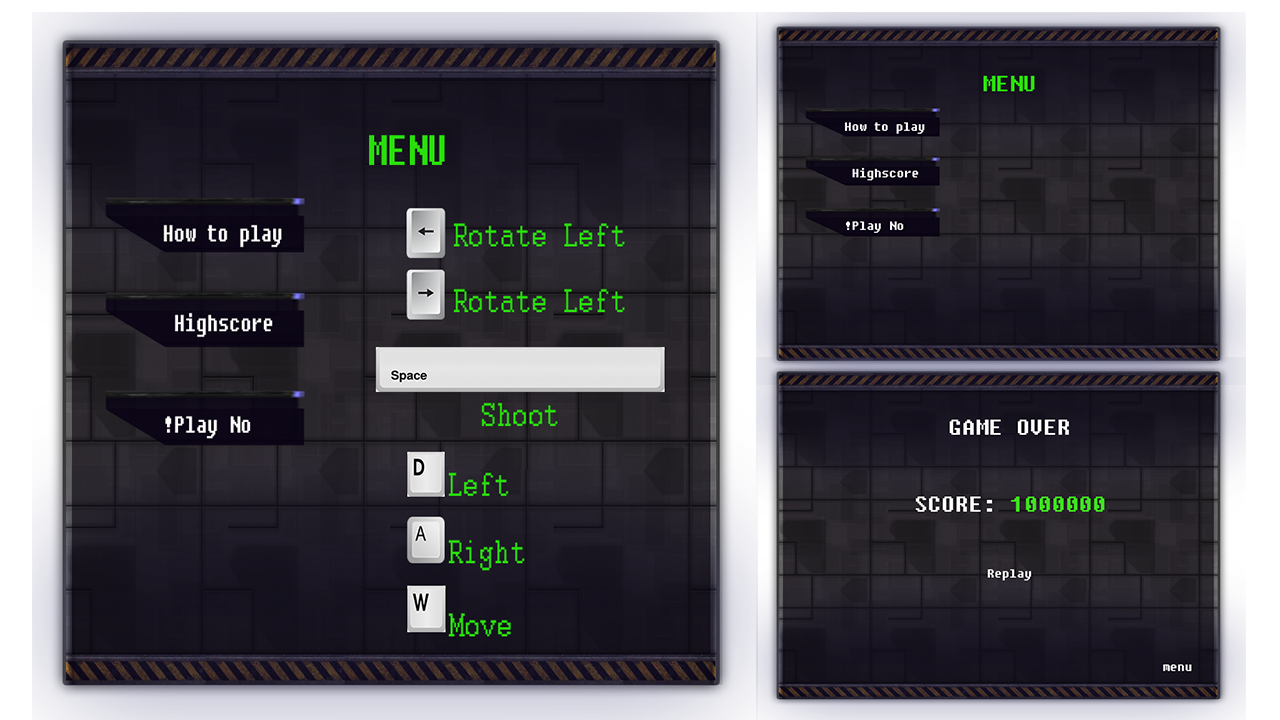 MENU
How to play
Highscore
!Play No
← Rotate Left
→ Rotate Left
Space
Shoot
D Left
A Right
W Move
MENU
How to play
Highscore
!Play No
GAME OVER
SCORE: 1000000
Replay
menu